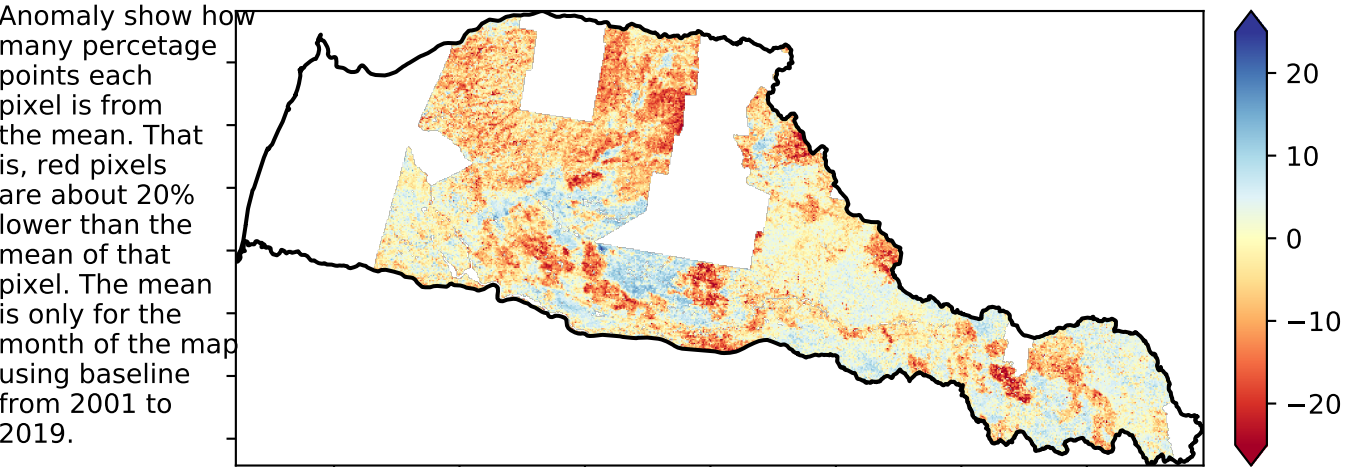 Anomaly show how
many percetage
points each
pixel is from
the mean. That
is, red pixels
are about 20%
lower than the
mean of that
pixel. The mean
is only for the
month of the map
using baseline
from 2001 to
2019.
20
10
0
−10
−20